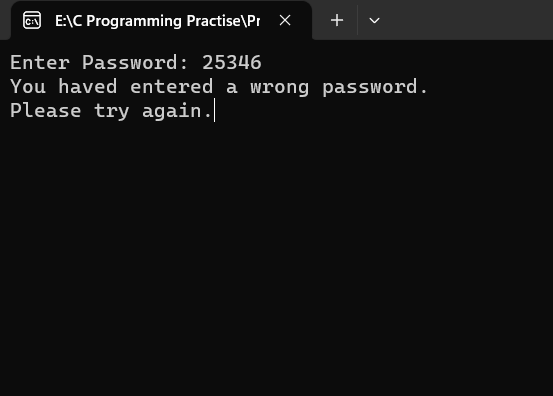 E:\C Programming Practise\Pr
Enter Password: 25346
You haved entered a wrong password.
Please try again.